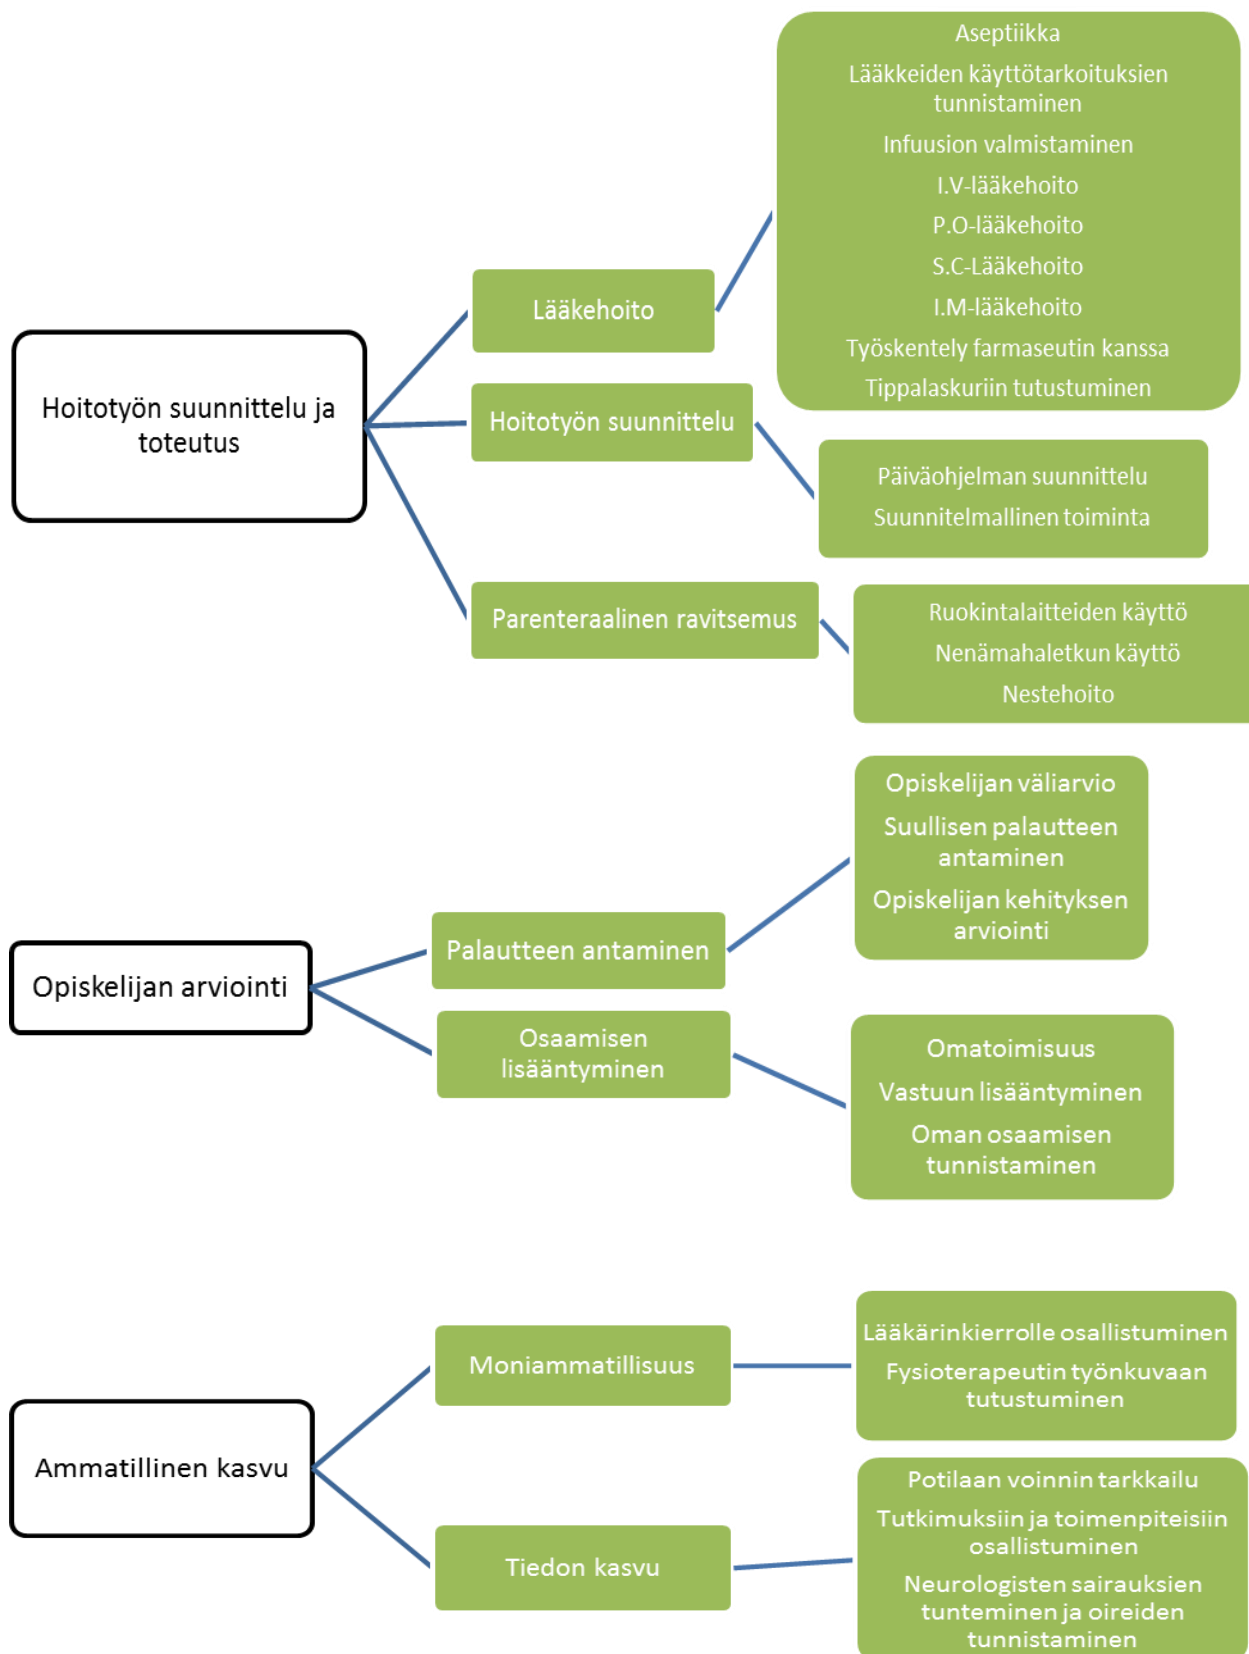 Hoitotyön suunnittelu ja
toteutus
Lääkehoito
Aseptiikka
Lääkkeiden käyttötarkoituksien
tunnistaminen
Infuusion valmistaminen
I.V-lääkehoito
P.O-lääkehoito
S.C-Lääkehoito
I.M-lääkehoito
Työskentely farmaseutin kanssa
Tippalaskuriin tutustuminen
Hoitotyön suunnittelu
Päiväohjelman suunnittelu
Suunnitelmallinen toiminta
Parenteraalinen ravitsemus
Ruokintalaitteiden käyttö
Nenämahaletkun käyttö
Nestehoito
Opiskelijan arviointi
Palautteen antaminen
Opiskelijan väliarvio
Suullisen palautteen
antaminen
Opiskelijan kehityksen
arviointi
Osaamisen
lisääntyminen
Omatoimisuus
Vastuun lisääntyminen
Oman osaamisen
tunnistaminen
Ammatillinen kasvu
Moniammatillisuus
Lääkärinkierrolle osallistuminen
Fysioterapeutin työnkuvaan
tutustuminen
Tiedon kasvu
Potilaan voinnin tarkkailu
Tutkimuksiin ja toimenpiteisiin
osallistuminen
Neurologisten sairauksien
tunteminen ja oireiden
tunnistaminen